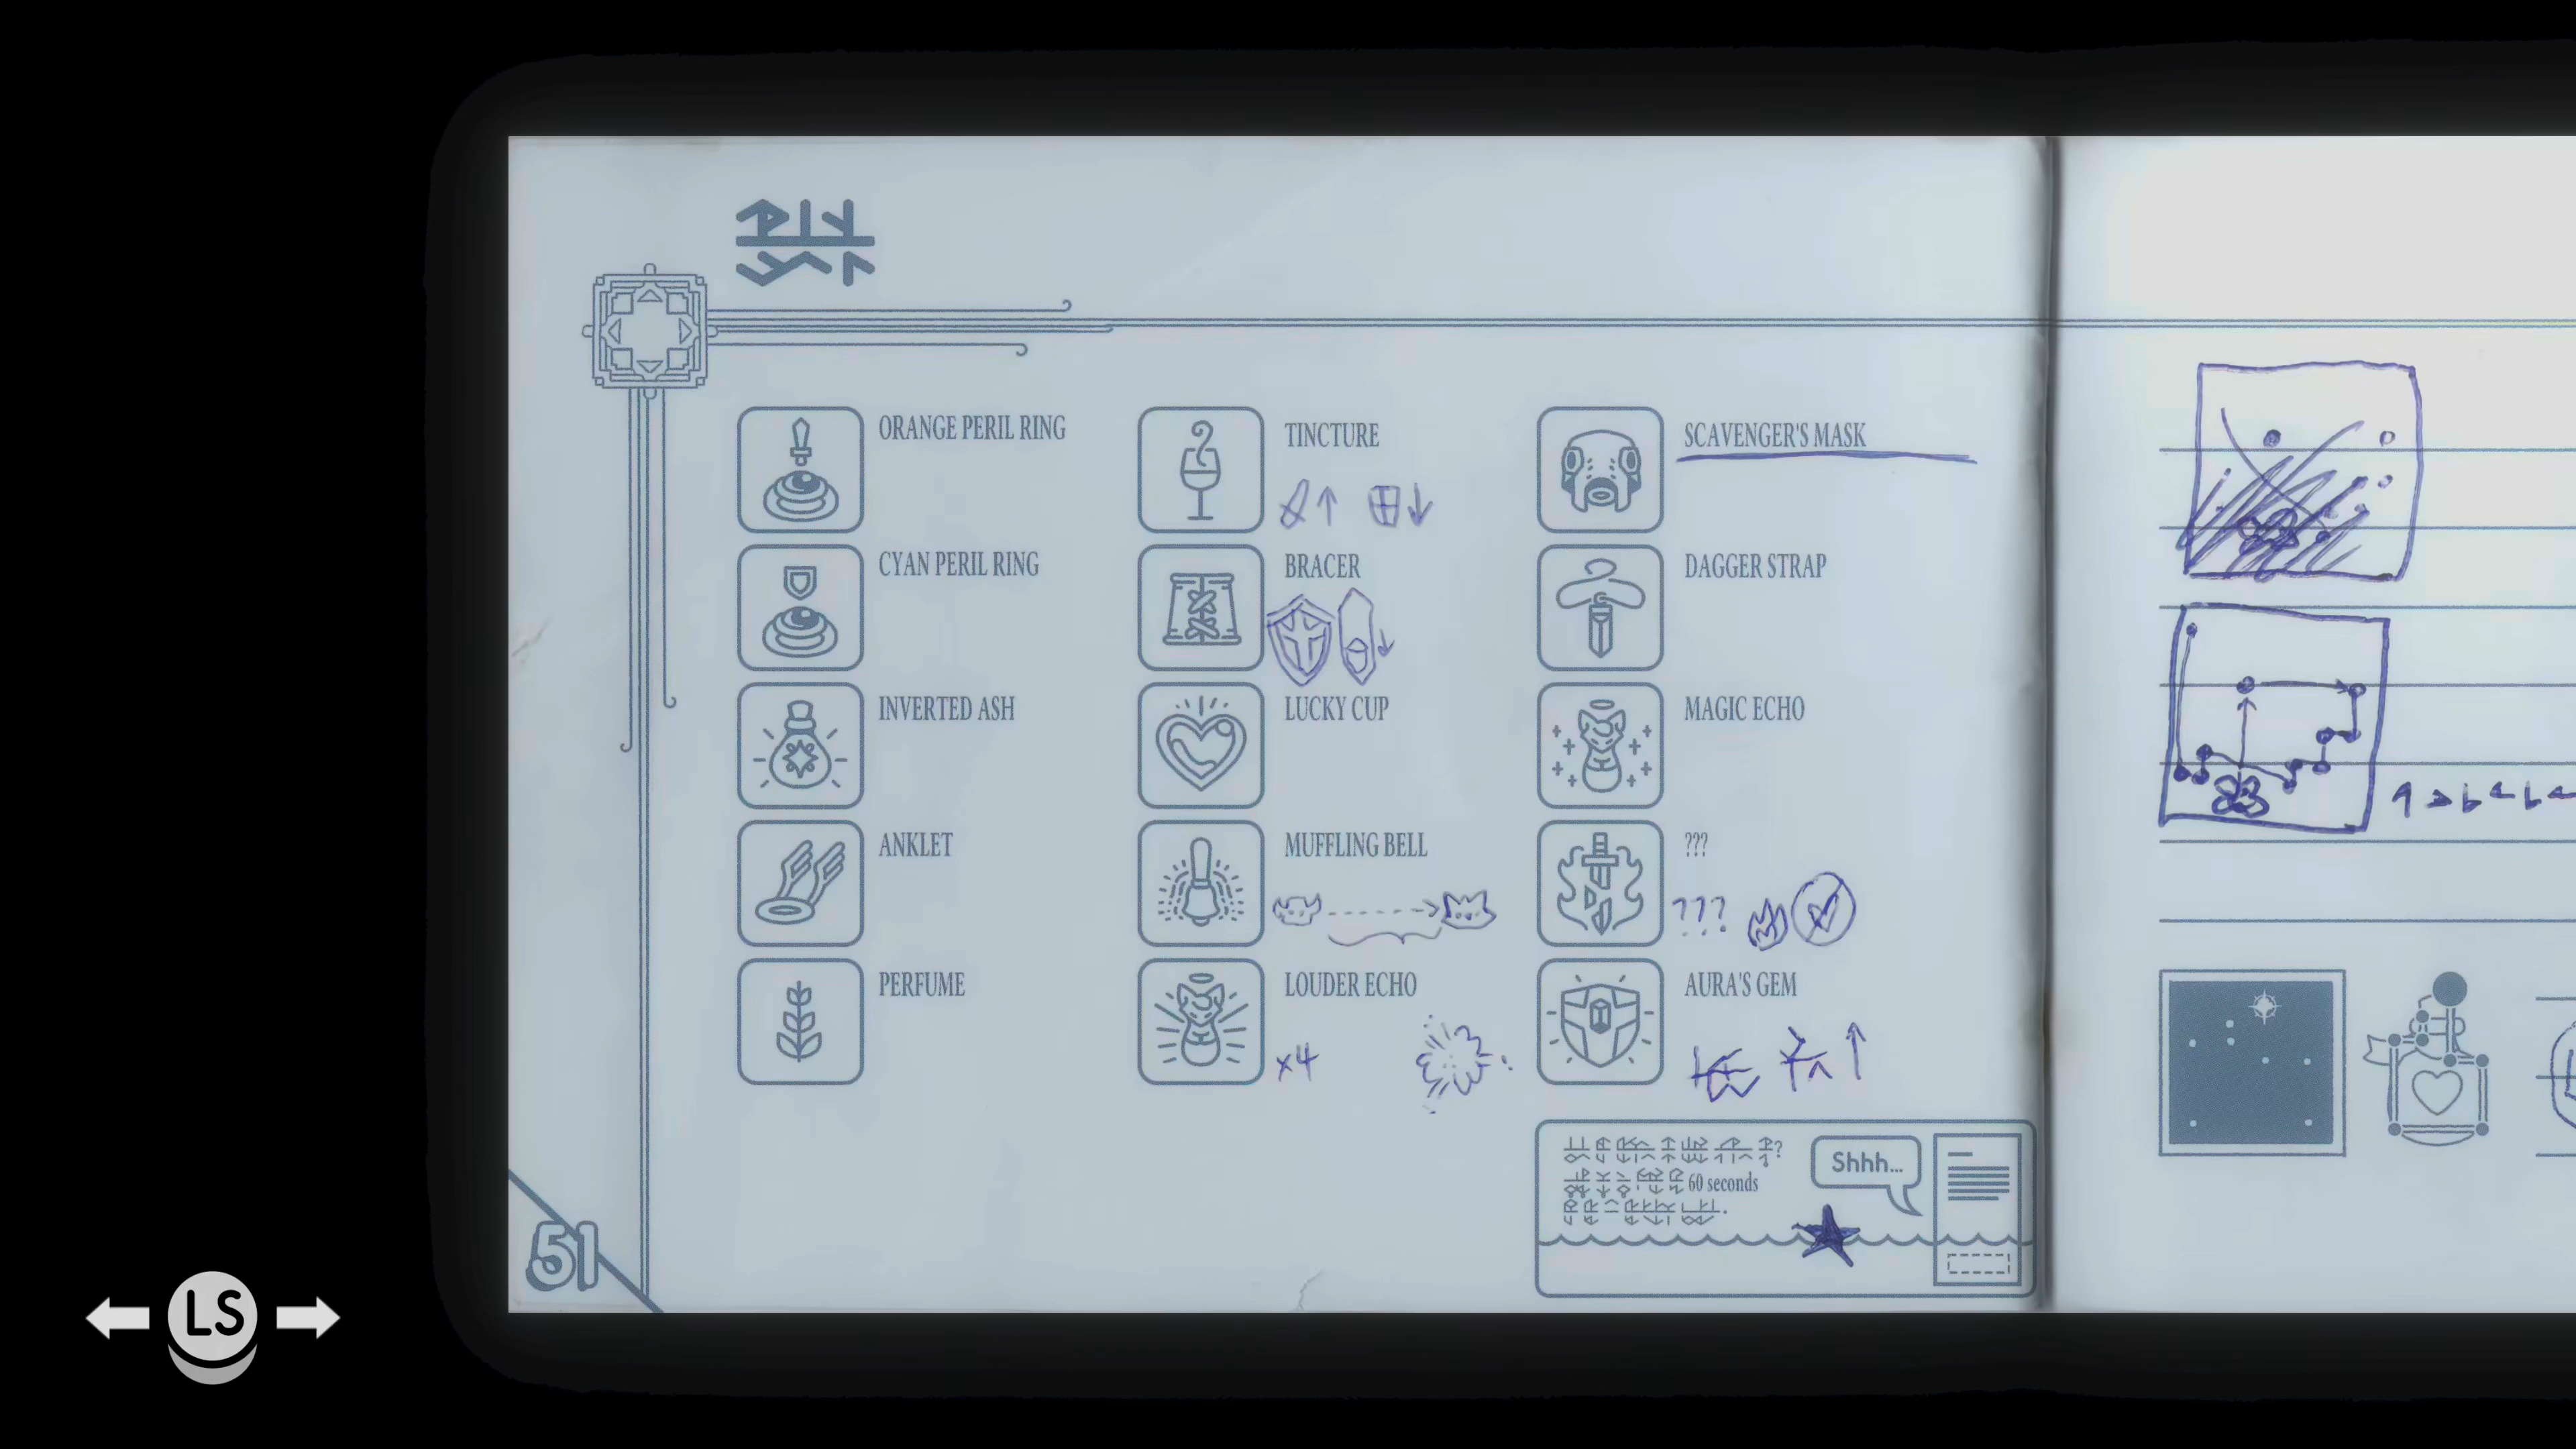 ORANGE PERIL RING
CYAN PERIL RING
INVERTED ASH
ANKLET
PERFUME
TINCTURE
BRACER
LUCKY CUP
MUFFLING BELL
LOUDER ECHO
x4
SCAVENGER'S MASK
DAGGER STRAP
MAGIC ECHO
???
???
AURA'S GEM
Shhh...
60 seconds
51
LS